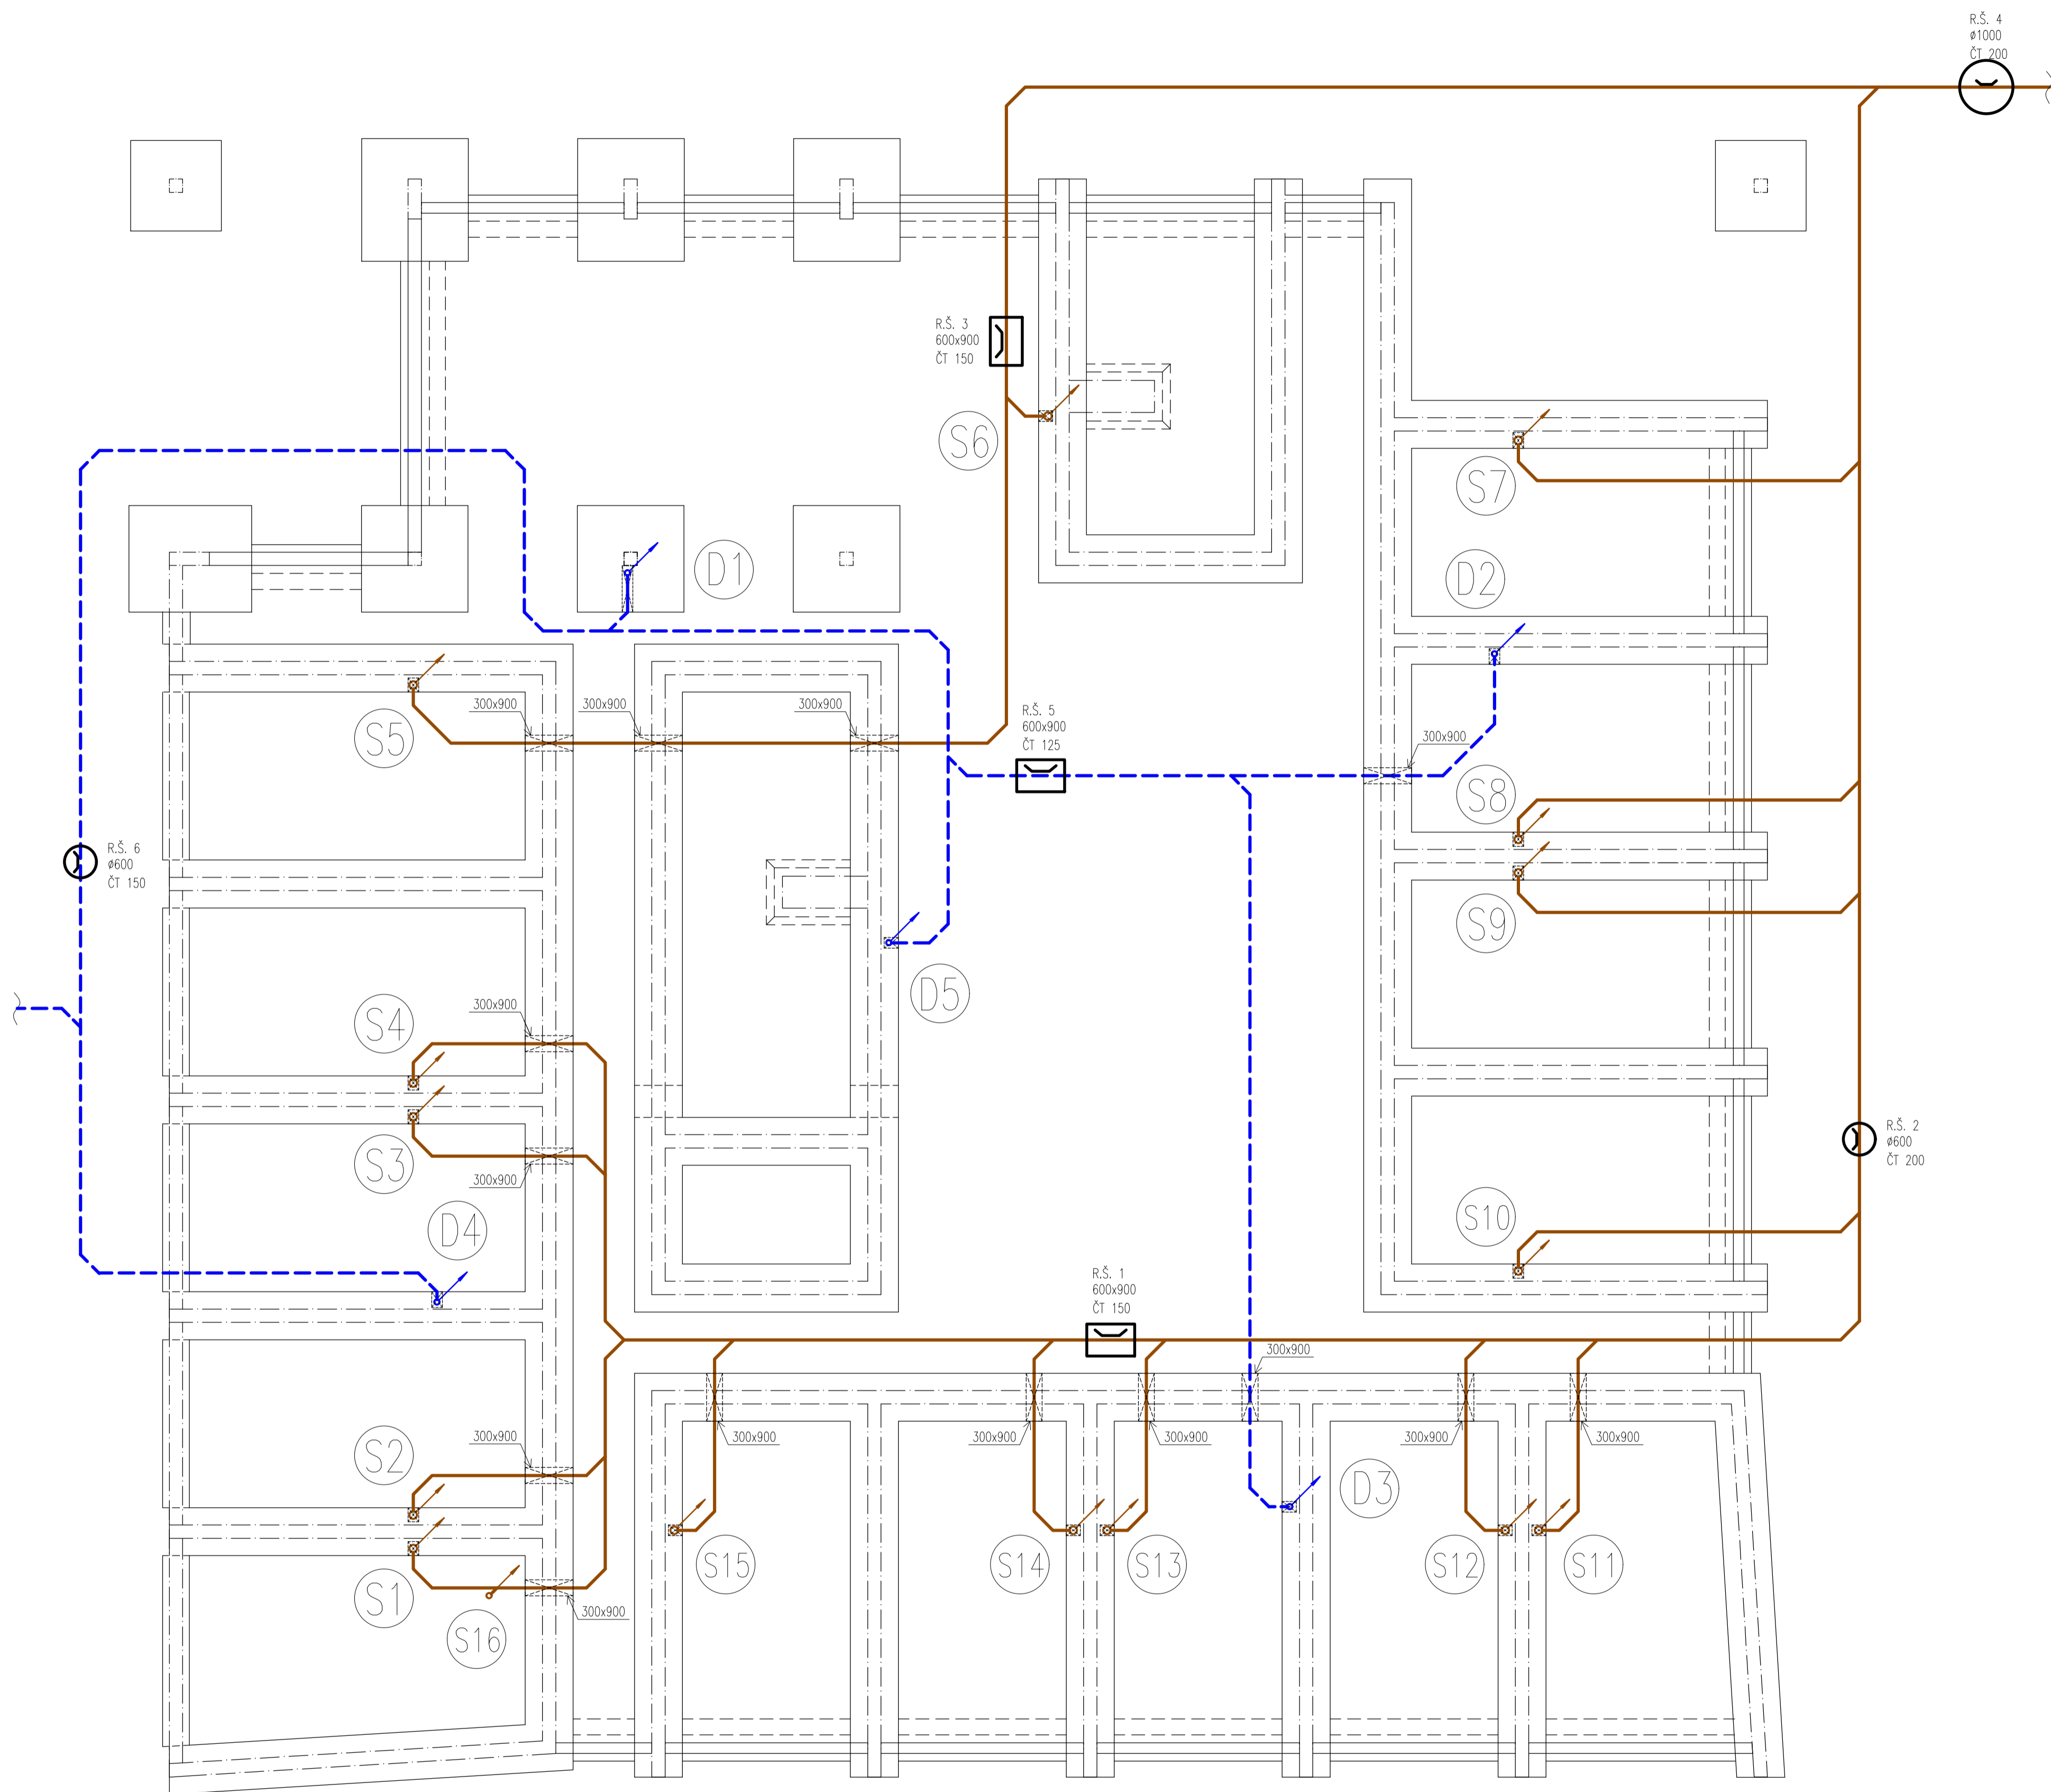 R.Š. 4
ø1000
ČT 200
R.Š. 3
600x900
ČT 150
S6
S7
D1
D2
S5
300x900
300x900
300x900
R.Š. 5
600x900
ČT 125
300x900
S8
R.Š. 6
ø600
ČT 150
S9
D5
S4
300x900
S3
300x900
D4
R.Š. 2
ø600
ČT 200
S10
R.Š. 1
600x900
ČT 150
300x900
S2
300x900
300x900
300x900
300x900
300x900
300x900
D3
S1
S16
300x900
S15
S14
S13
S12
S11